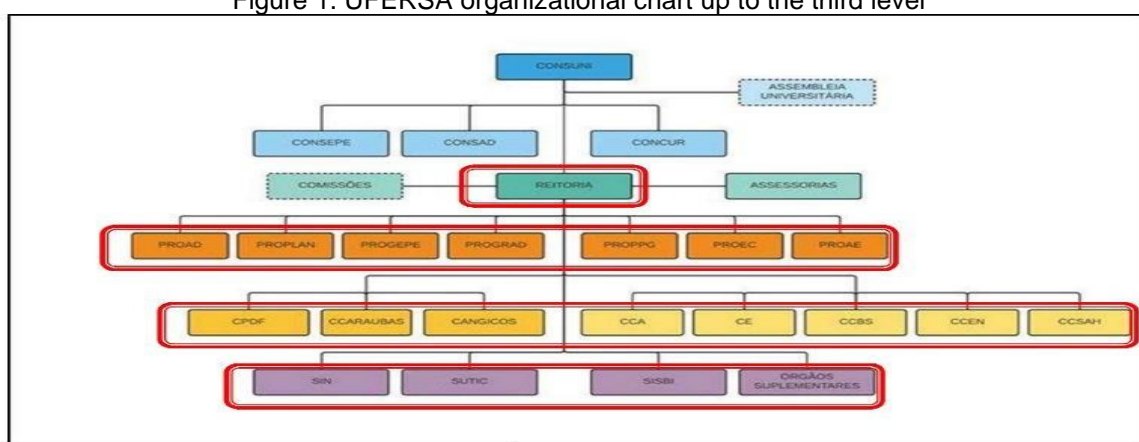 Figure 1: UFERSA organizational chart up to the third level
CONSUNI
ASSEMBLEIA
UNIVERSITÁRIA
CONSEPE
CONSAD
CONCUR
COMISSÕES
REITORIA
ASSESSORIAS
PROAD
PROPLAN
PROGEPE
PROGRAD
PROPPG
PROEC
PROAE
CPDF
CCARAUBAS
CANGICOS
CCA
CE
CCBS
CCEN
CCSAH
SIN
SUTIC
SISBI
ÓRGÃOS
SUPLEMENTARES